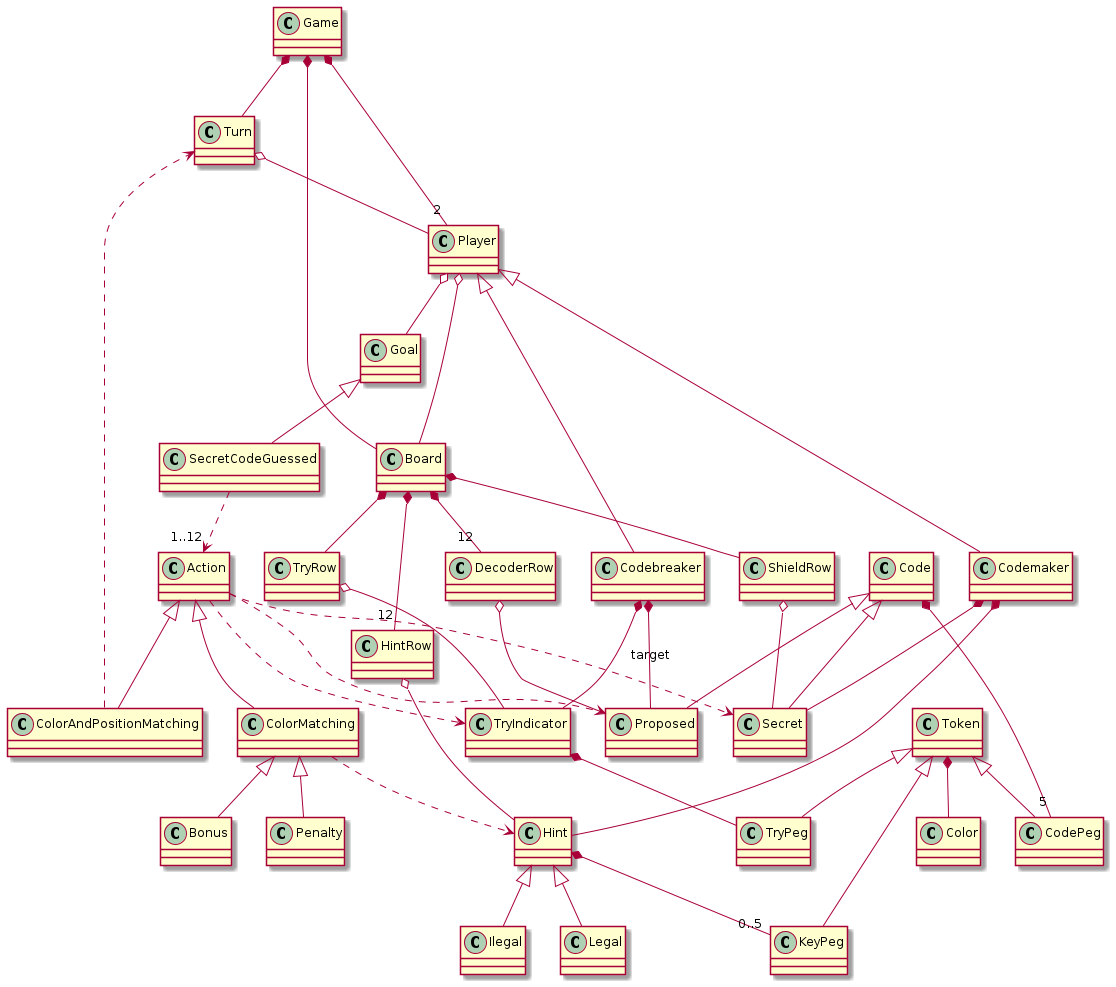 C Game
C Turn
2
C Player
C Goal
C SecretCodeGuessed
C Board
1..12
12
C Action
C TryRow
C DecoderRow
C Codebreaker
C ShieldRow
C Code
C Codemaker
12
C HintRow
target
C ColorAndPositionMatching
C ColorMatching
C TryIndicator
C Proposed
C Secret
C Token
5
C Bonus
C Penalty
C Hint
C TryPeg
C Color
C CodePeg
0..5
C Ilegal
C Legal
C KeyPeg